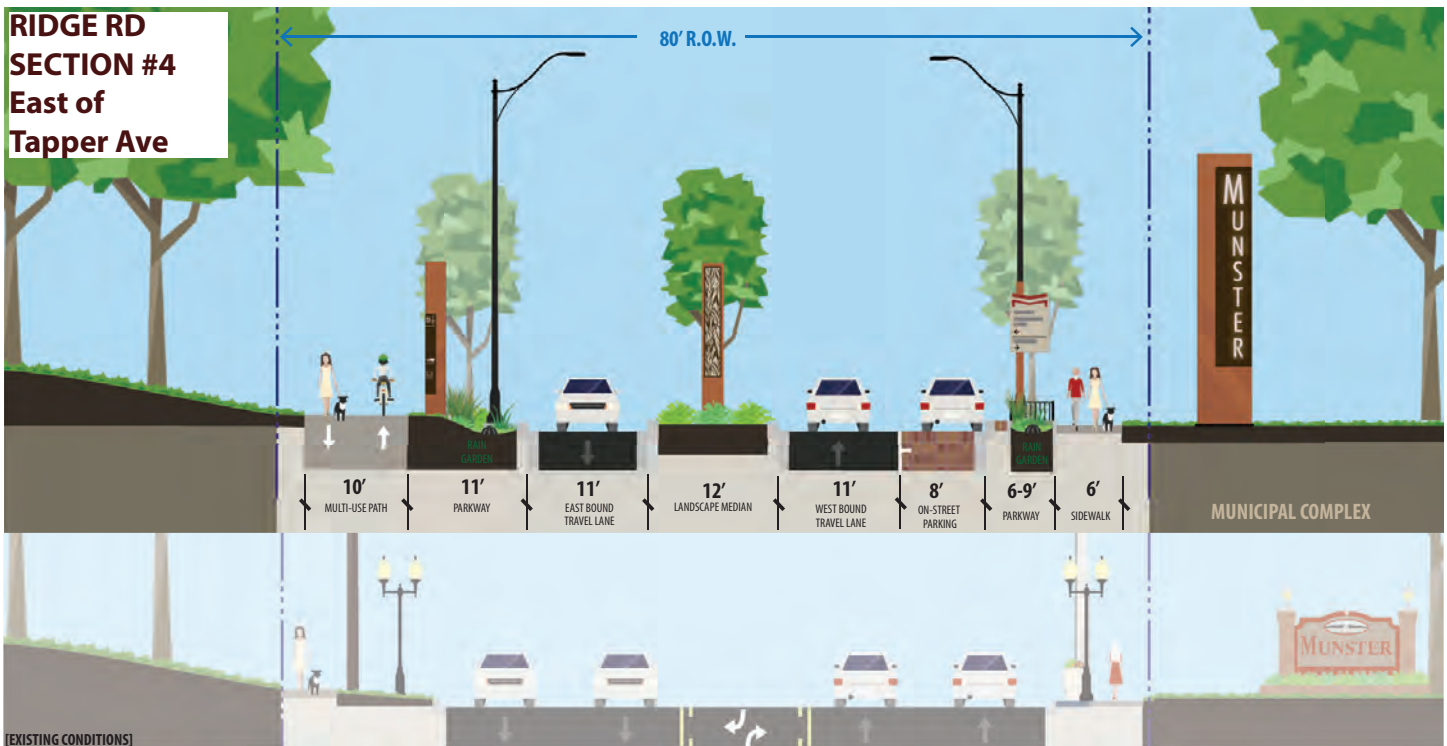 RIDGE RD
SECTION #4
East of
Tapper Ave
80’ R.O.W.
MUNSTER
RAIN
GARDEN
RAIN
GARDEN
10’
MULTI-USE PATH
11’
PARKWAY
11’
EAST BOUND
TRAVEL LANE
12’
LANDSCAPE MEDIAN
11’
WEST BOUND
TRAVEL LANE
8’
ON-STREET
PARKING
6-9’
PARKWAY
6’
SIDEWALK
MUNICIPAL COMPLEX
MUNSTER
[EXISTING CONDITIONS]